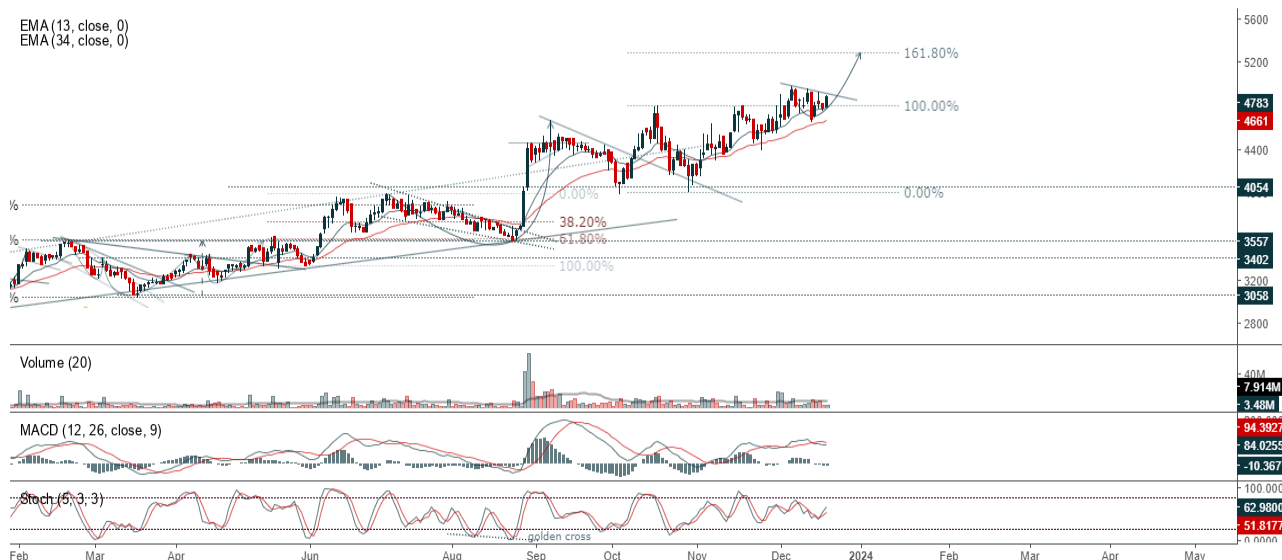 EMA (13, close, 0)
EMA (34, close, 0)
5600
161.80%
5200
4783
100.00%
4661
4400
4054
0.00%
0.00%
%
38.20%
%
61.80%
3557
100.00%
3402
3200
%
3058
2800
Volume (20)
40M
7.914M
3.48M
MACD (12, 26, close, 9)
94.3927
84.0255
-10.367
Stoch (5, 3, 3)
100.000
62.9800
51.8177
0.0000
golden cross
Feb Mar Apr Jun Aug Sep Oct Nov Dec 2024 Feb Mar Apr May